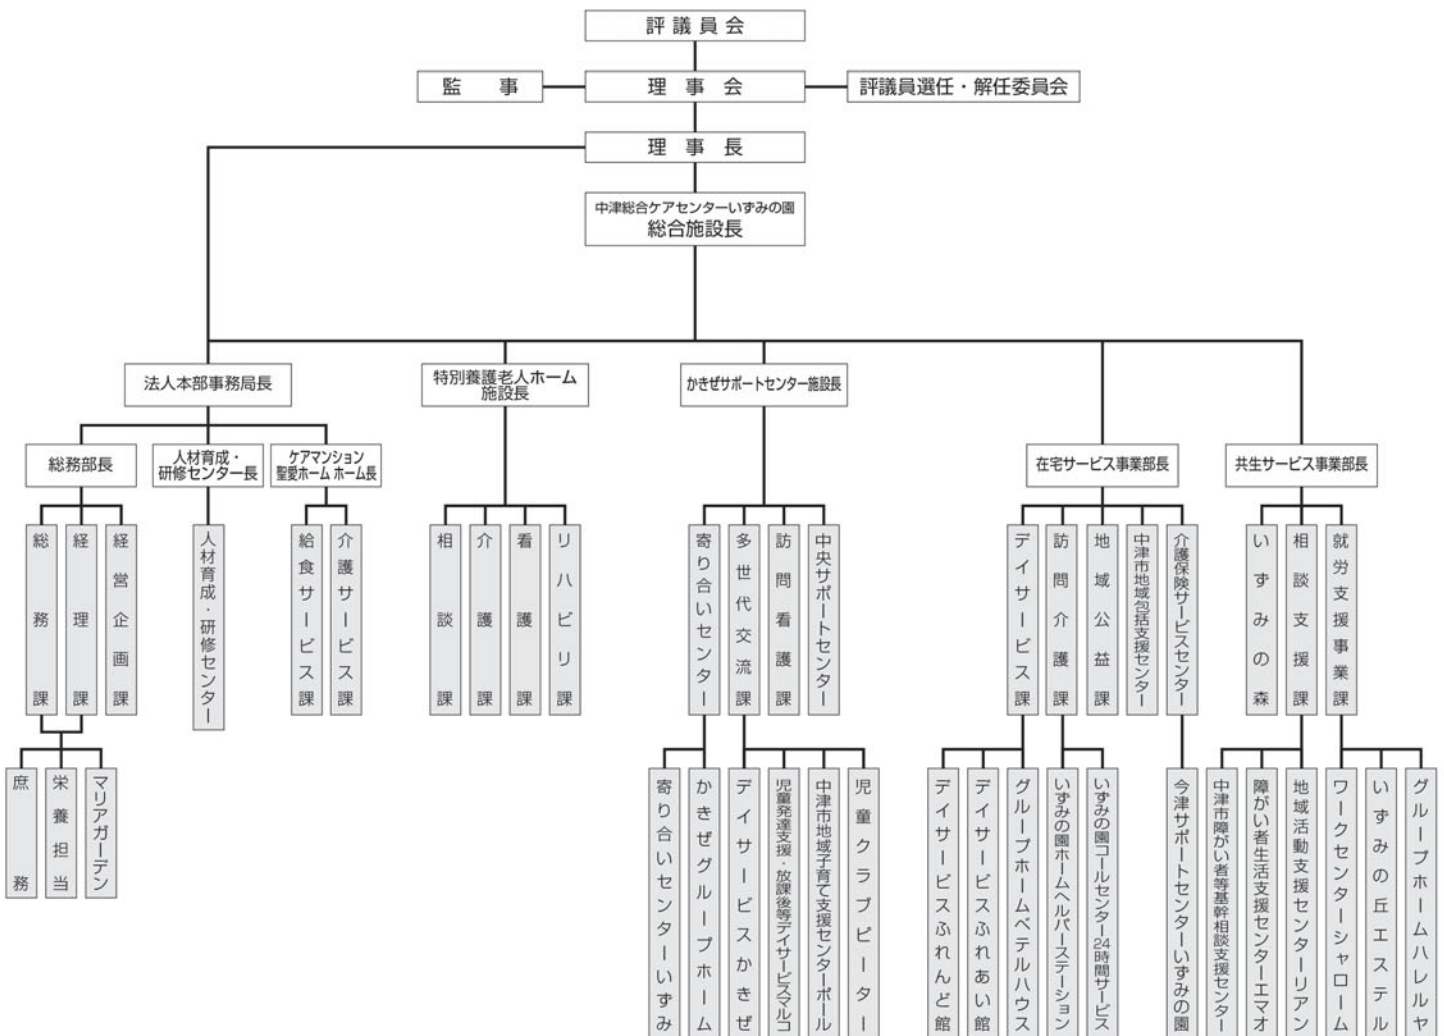 評議員会
監　事
理事会
評議員選任・解任委員会
理事長
中津総合ケアセンターいずみの園
総合施設長
法人本部事務局長
特別養護老人ホーム
施設長
かきぜサポートセンター施設長
総務部長
人材育成・
研修センター長
ケアマンション
聖愛ホーム ホーム長
在宅サービス事業部長
共生サービス事業部長
総務課
経理課
経営企画課
人材育成・研修センター
給食サービス課
介護サービス課
相談課
介護課
看護課
リハビリ課
寄り合いセンター
多世代交流課
訪問看護課
中央サポートセンター
デイサービス課
訪問介護課
地域公益課
中津市地域包括支援センター
介護保険サービスセンター
いずみの森
相談支援課
就労支援事業課
庶務
栄養担当
マリアガーデン
寄り合いセンターいずみ
かきぜグループホーム
デイサービスかきぜ
児童発達支援・放課後等デイサービスマルコ
中津市地域子育て支援センターポール
児童クラブピーター
デイサービスふれんど館
デイサービスふれあい館
グループホームベテルハウス
いずみの園ホームヘルパーステーション
いずみの園コールセンター24時間サービス
今津サポートセンターいずみの園
中津市障がい者等基幹相談支援センター
障がい者生活支援センターエマオ
地域活動支援センターリアン
ワークセンターシャローム
いずみの丘エステル
グループホームハレルヤ